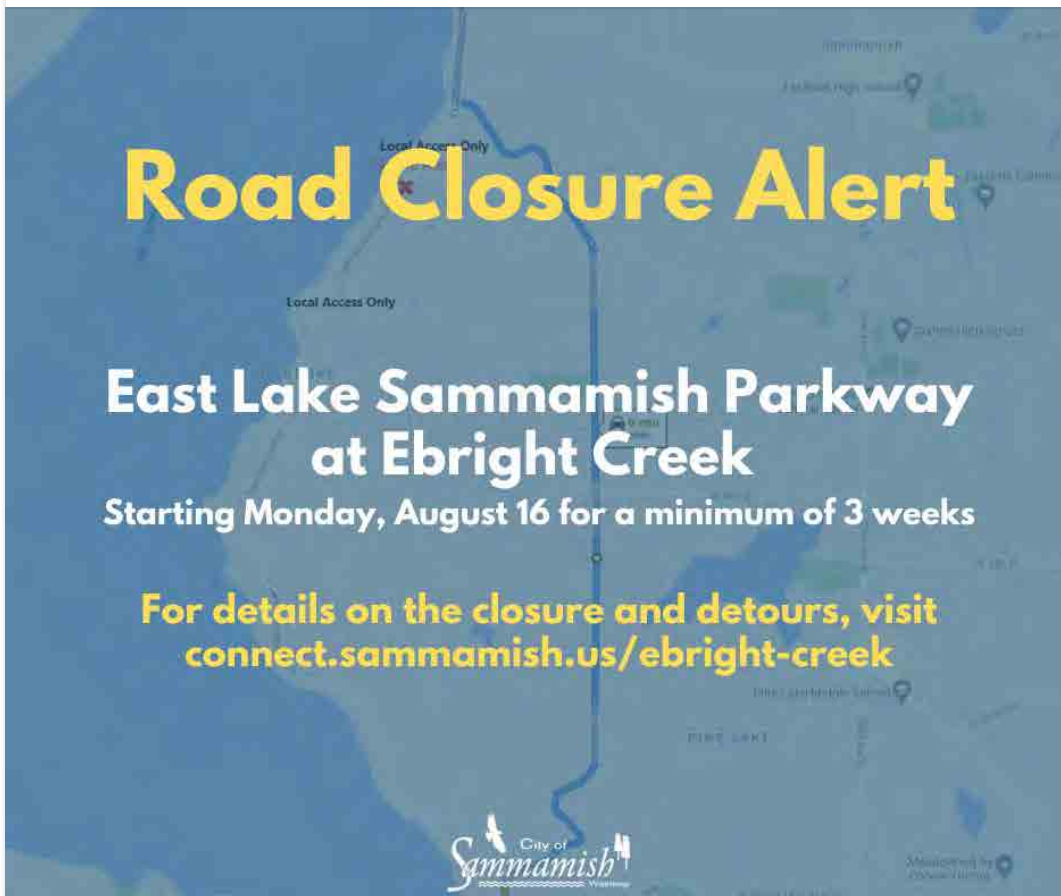 Local Access Only
Road Closure Alert
Local Access Only
East Lake Sammamish Parkway
at Ebright Creek
Starting Monday, August 16 for a minimum of 3 weeks
For details on the closure and detours, visit
connect.sammamish.us/ebright-creek
PINE LAKE
City of
Sammamish
Washington